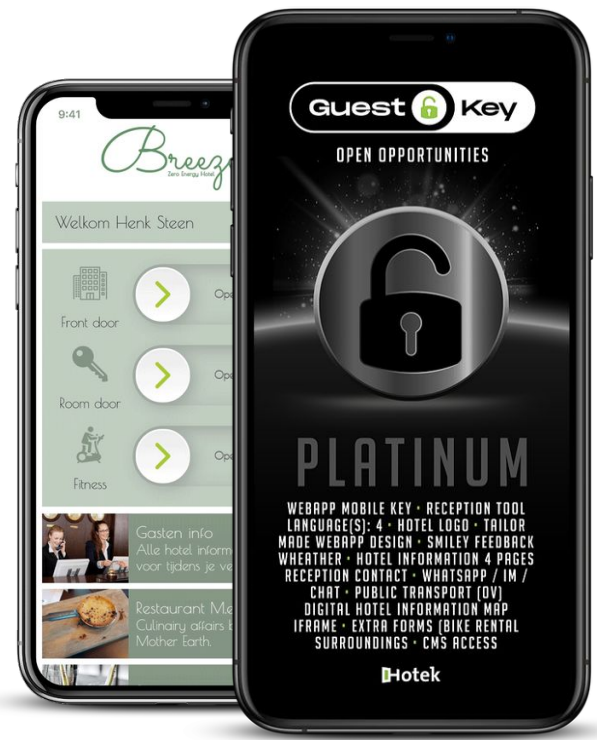 9:41
Breez
Zero Energy Hotel
Welkom Henk Steen
Front door
Room door
Fitness
Gasten info
Alle hotel inform
voor tijdens je ve
Restaurant Me
Culinairy affairs b
Mother Earth.
Guest Key
OPEN OPPORTUNITIES
PLATINUM
WEBAPP MOBILE KEY • RECEPTION TOOL
LANGUAGE(S): 4 • HOTEL LOGO • TAILOR
MADE WEBAPP DESIGN • SMILEY FEEDBACK
WHEATHER • HOTEL INFORMATION 4 PAGES
RECEPTION CONTACT • WHATSAPP / IM /
CHAT • PUBLIC TRANSPORT (OV)
DIGITAL HOTEL INFORMATION MAP
IFRAME • EXTRA FORMS (BIKE RENTAL
SURROUNDINGS • CMS ACCESS
Hotek